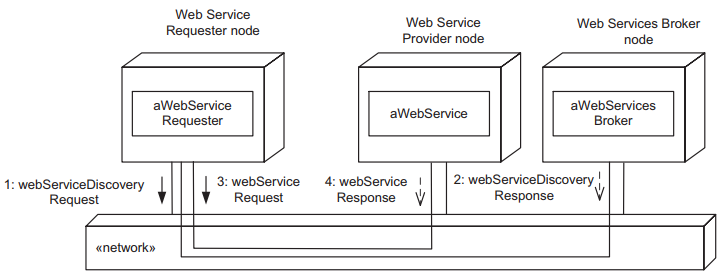 Web Service
Requester node
Web Service
Provider node
Web Services Broker
node
aWebService
Requester
aWebService
aWebServices
Broker
1: webServiceDiscovery
Request
3: webService
Request
4: webService
Response
2: webServiceDiscovery
Response
«network»